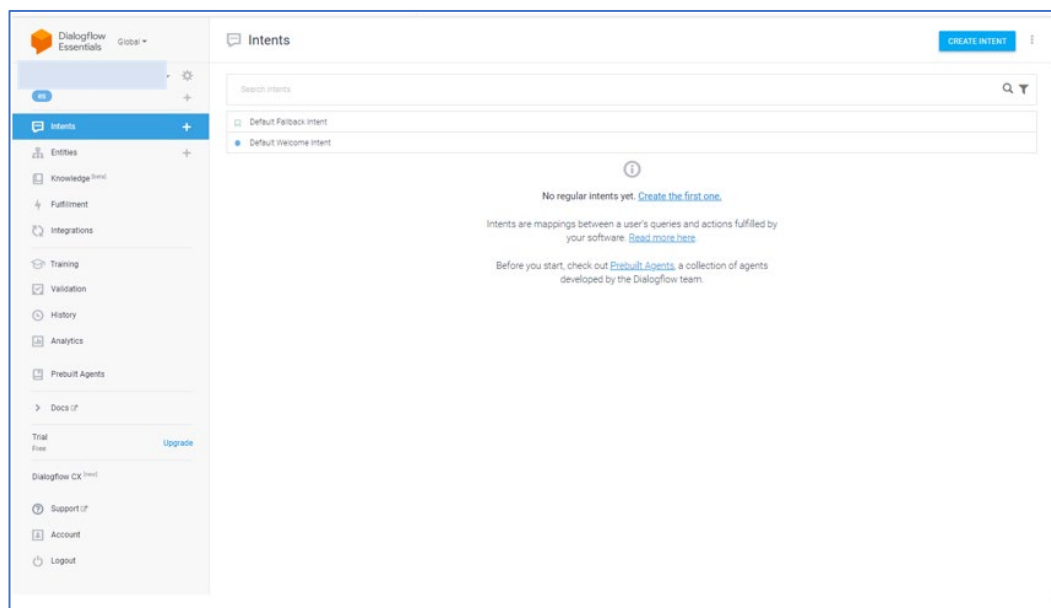 Dialogflow
Essentials
Global
Intents
Entities
Knowledge [beta]
Fulfillment
Integrations
Training
Validation
History
Analytics
Prebuilt Agents
Docs
Trial
Free
Upgrade
Dialogflow CX [new]
Support
Account
Logout
Intents
CREATE INTENT
Search intents
Default Fallback Intent
Default Welcome Intent
No regular intents yet. Create the first one.
Intents are mappings between a user's queries and actions fulfilled by
your software. Read more here.
Before you start, check out Prebuilt Agents, a collection of agents
developed by the Dialogflow team.